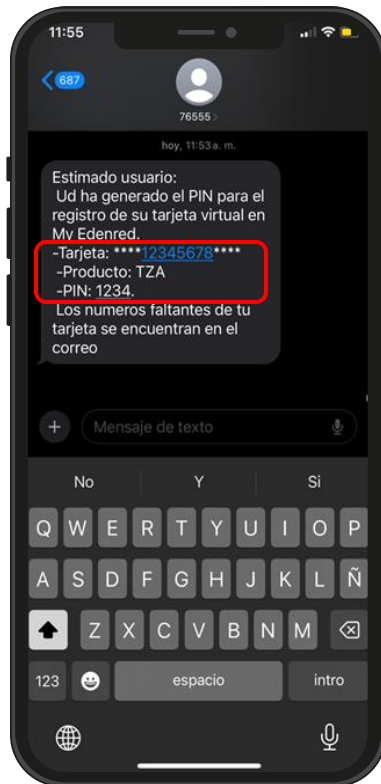 11:55
687
76555 >
hoy, 11:53 a. m.
Estimado usuario:
Ud ha generado el PIN para el
registro de su tarjeta virtual en
My Edenred.
-Tarjeta: ****12345678****
-Producto: TZA
-PIN: 1234.
Los numeros faltantes de tu
tarjeta se encuentran en el
correo
Mensaje de texto
No Y Si
Q W E R T Y U I O P
A S D F G H J K L Ñ
Z X C V B N M
123 espacio intro